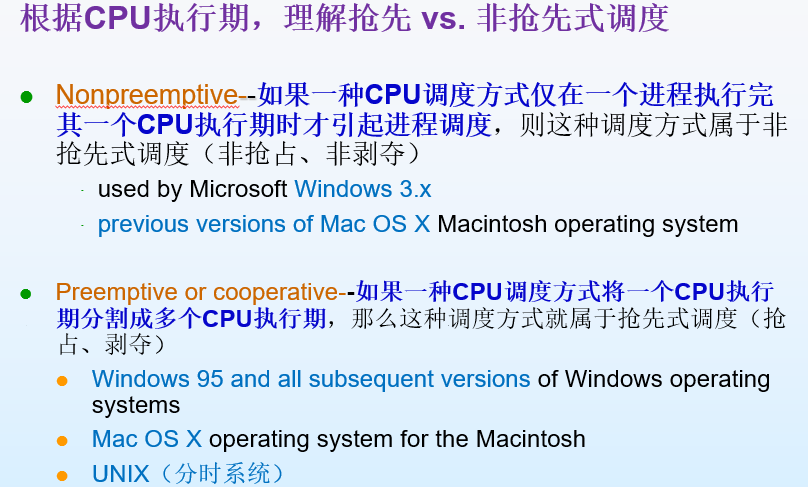 根据CPU执行期，理解抢先 vs. 非抢先式调度
Nonpreemptive--如果一种CPU调度方式仅在一个进程执行完
其一个CPU执行期时才引起进程调度，则这种调度方式属于非
抢先式调度（非抢占、非剥夺）
used by Microsoft Windows 3.x
previous versions of Mac OS X Macintosh operating system
Preemptive or cooperative--如果一种CPU调度方式将一个CPU执行
期分割成多个CPU执行期，那么这种调度方式就属于抢先式调度（抢
占、剥夺）
Windows 95 and all subsequent versions of Windows operating
systems
Mac OS X operating system for the Macintosh
UNIX（分时系统）